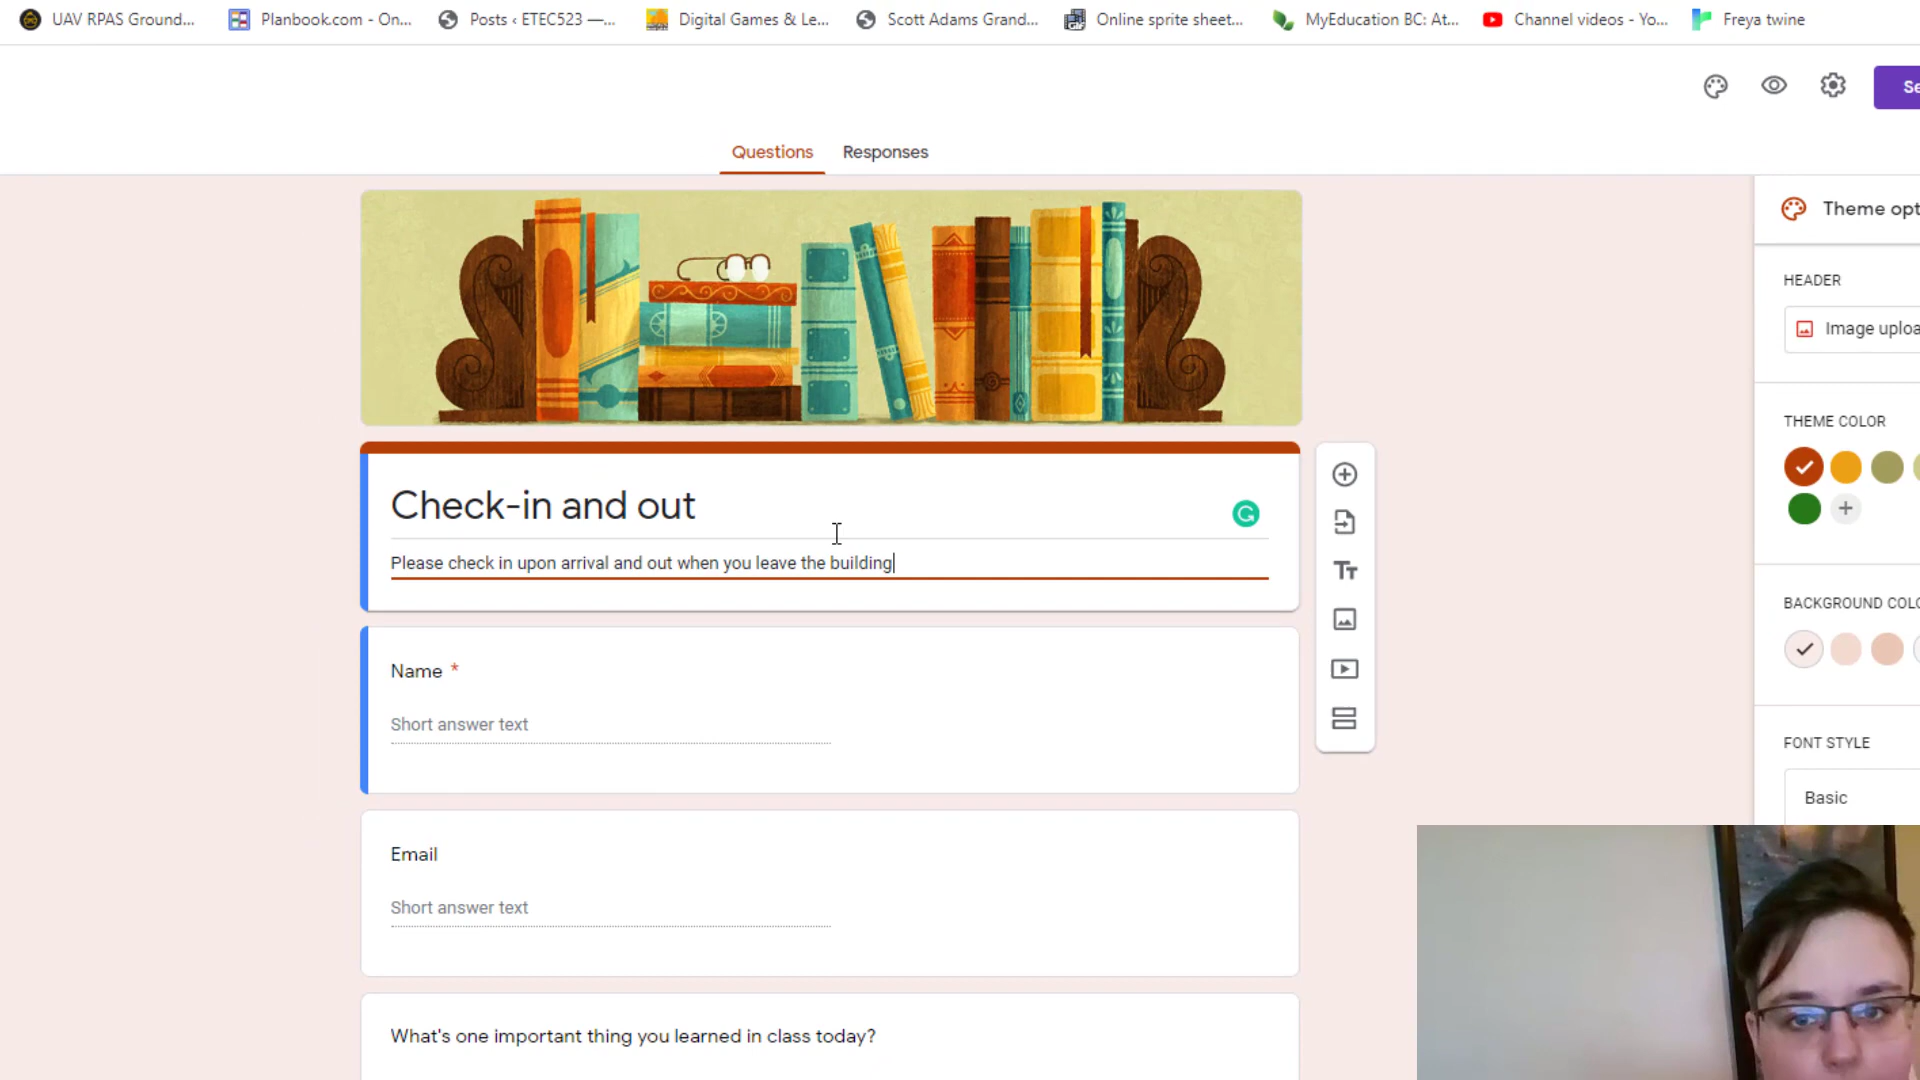 UAV RPAS Ground... Planbook.com - On... Posts ‹ ETEC523 —... Digital Games & Le... Scott Adams Grand... Online sprite sheet... MyEducation BC: At... Channel videos - Yo... Freya twine
Se
Questions Responses
Theme opt
HEADER
Image uploa
THEME COLOR
Check-in and out
Please check in upon arrival and out when you leave the building
BACKGROUND COLO
Name *
Short answer text
FONT STYLE
Basic
Email
Short answer text
What's one important thing you learned in class today?